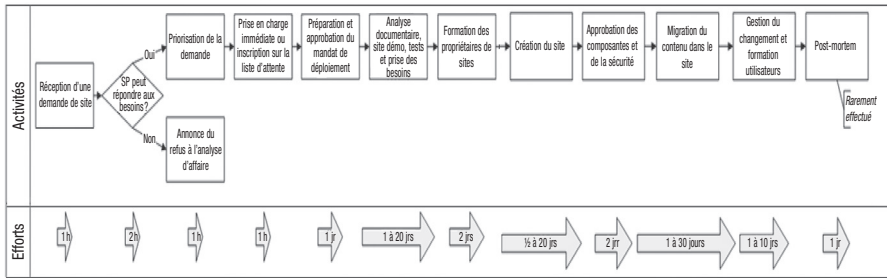 Activités
Réception d'une
demande de site
SP peut
répondre aux
besoins?
Oui
Non
Priorisation de la
demande
Annonce du
refus à l'analyse
d'affaire
Prise en charge
immédiate ou
inscription sur la
liste d'attente
Préparation et
approbation du
mandat de
déploiement
Analyse
documentaire,
site démo, tests
et prise des
besoins
Formation des
propriétaires de
sites
Création du site
Approbation des
composantes et
de la sécurité
Migration du
contenu dans le
site
Gestion du
changement et
formation
utilisateurs
Post-mortem
Rarement
effectué
Efforts
1 h
2 h
1 h
1 h
1 jr
1 à 20 jrs
2 jrs
½ à 20 jrs
2 jrr
1 à 30 jours
1 à 10 jrs
1 jr